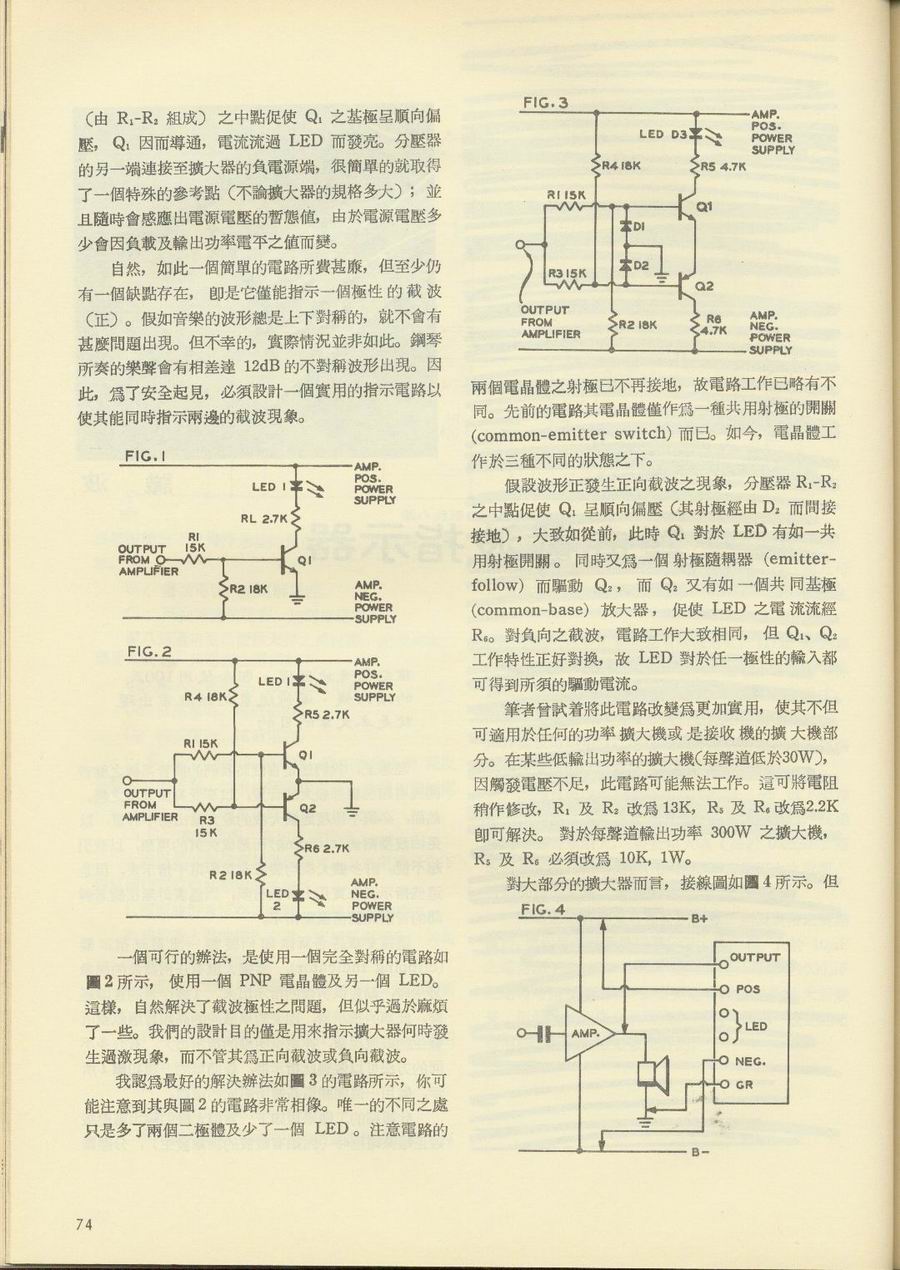 （由 R₁-R₂ 組成） 之中點促使 Q₁ 之基極呈順向偏
壓， Q₁ 因而導通，電流流過 LED 而發亮。分壓器
的另一端連接至擴大器的負電源端，很簡單的就取得
了一個特殊的參考點（不論擴大器的規格多大）；並
且隨時會感應出電源電壓的暫態值，由於電源電壓多
少會因負載及輸出功率電平之值而變。
自然，如此一個簡單的電路所費甚廉，但至少仍
有一個缺點存在， 卽是它僅能指示一個極性的截波
（正）。假如音樂的波形總是上下對稱的，就不會有
甚麼問題出現。但不幸的，實際情況並非如此。鋼琴
所奏的樂聲會有相差達 12dB 的不對稱波形出現。因
此，爲了安全起見，必須設計一個實用的指示電路以
使其能同時指示兩邊的截波現象。
FIG. 1
AMP.
POS.
POWER
SUPPLY
LED 1
RL 2.7K
R1
15K
OUTPUT
FROM
AMPLIFIER
Q1
R2 18K
AMP.
NEG.
POWER
SUPPLY
FIG. 2
AMP.
POS.
POWER
SUPPLY
LED 1
R4 18K
R5 2.7K
R1 15K
Q1
OUTPUT
FROM
AMPLIFIER
R3
15K
Q2
R6 2.7K
R2 18K
LED
2
AMP.
NEG.
POWER
SUPPLY
一個可行的辦法，是使用一個完全對稱的電路如
圖 2 所示， 使用一個 PNP 電晶體及另一個 LED。
這樣，自然解決了截波極性之問題，但似乎過於麻煩
了一些。我們的設計目的僅是用來指示擴大器何時發
生過激現象，而不管其爲正向截波或負向截波。
我認爲最好的解決辦法如圖 3 的電路所示，你可
能注意到其與圖 2 的電路非常相像。唯一的不同之處
只是多了兩個二極體及少了一個 LED。注意電路的
FIG. 3
AMP.
POS.
POWER
SUPPLY
LED D3
R4 18K
R5 4.7K
R1 15K
Q1
D1
D2
R3 15K
Q2
OUTPUT
FROM
AMPLIFIER
R2 18K
R6
4.7K
AMP.
NEG.
POWER
SUPPLY
兩個電晶體之射極已不再接地，故電路工作已略有不
同。先前的電路其電晶體僅作爲一種共用射極的開關
(common-emitter switch) 而已。如今，電晶體工
作於三種不同的狀態之下。
假設波形正發生正向截波之現象，分壓器 R₁-R₂
之中點促使 Q₁ 呈順向偏壓（其射極經由 D₂ 而間接
接地），大致如從前，此時 Q₁ 對於 LED 有如一共
用射極開關。 同時又爲一個射極隨耦器 (emitter-
follow) 而驅動 Q₂， 而 Q₂ 又有如一個共同基極
(common-base) 放大器， 促使 LED 之電流流經
R₆。對負向之截波，電路工作大致相同， 但 Q₁、Q₂
工作特性正好對換，故 LED 對於任一極性的輸入都
可得到所須的驅動電流。
筆者曾試着將此電路改變爲更加實用，使其不但
可適用於任何的功率擴大機或是接收機的擴大機部
分。在某些低輸出功率的擴大機(每聲道低於30W)，
因觸發電壓不足，此電路可能無法工作。這可將電阻
稍作修改，R₁ 及 R₂ 改爲 13K，R₅ 及 R₆ 改爲2.2K
卽可解決。 對於每聲道輸出功率 300W 之擴大機，
R₅ 及 R₆ 必須改爲 10K, 1W。
對大部分的擴大器而言，接線圖如圖 4 所示。但
FIG. 4
B+
OUTPUT
POS
LED
AMP.
NEG.
GR
B-
74